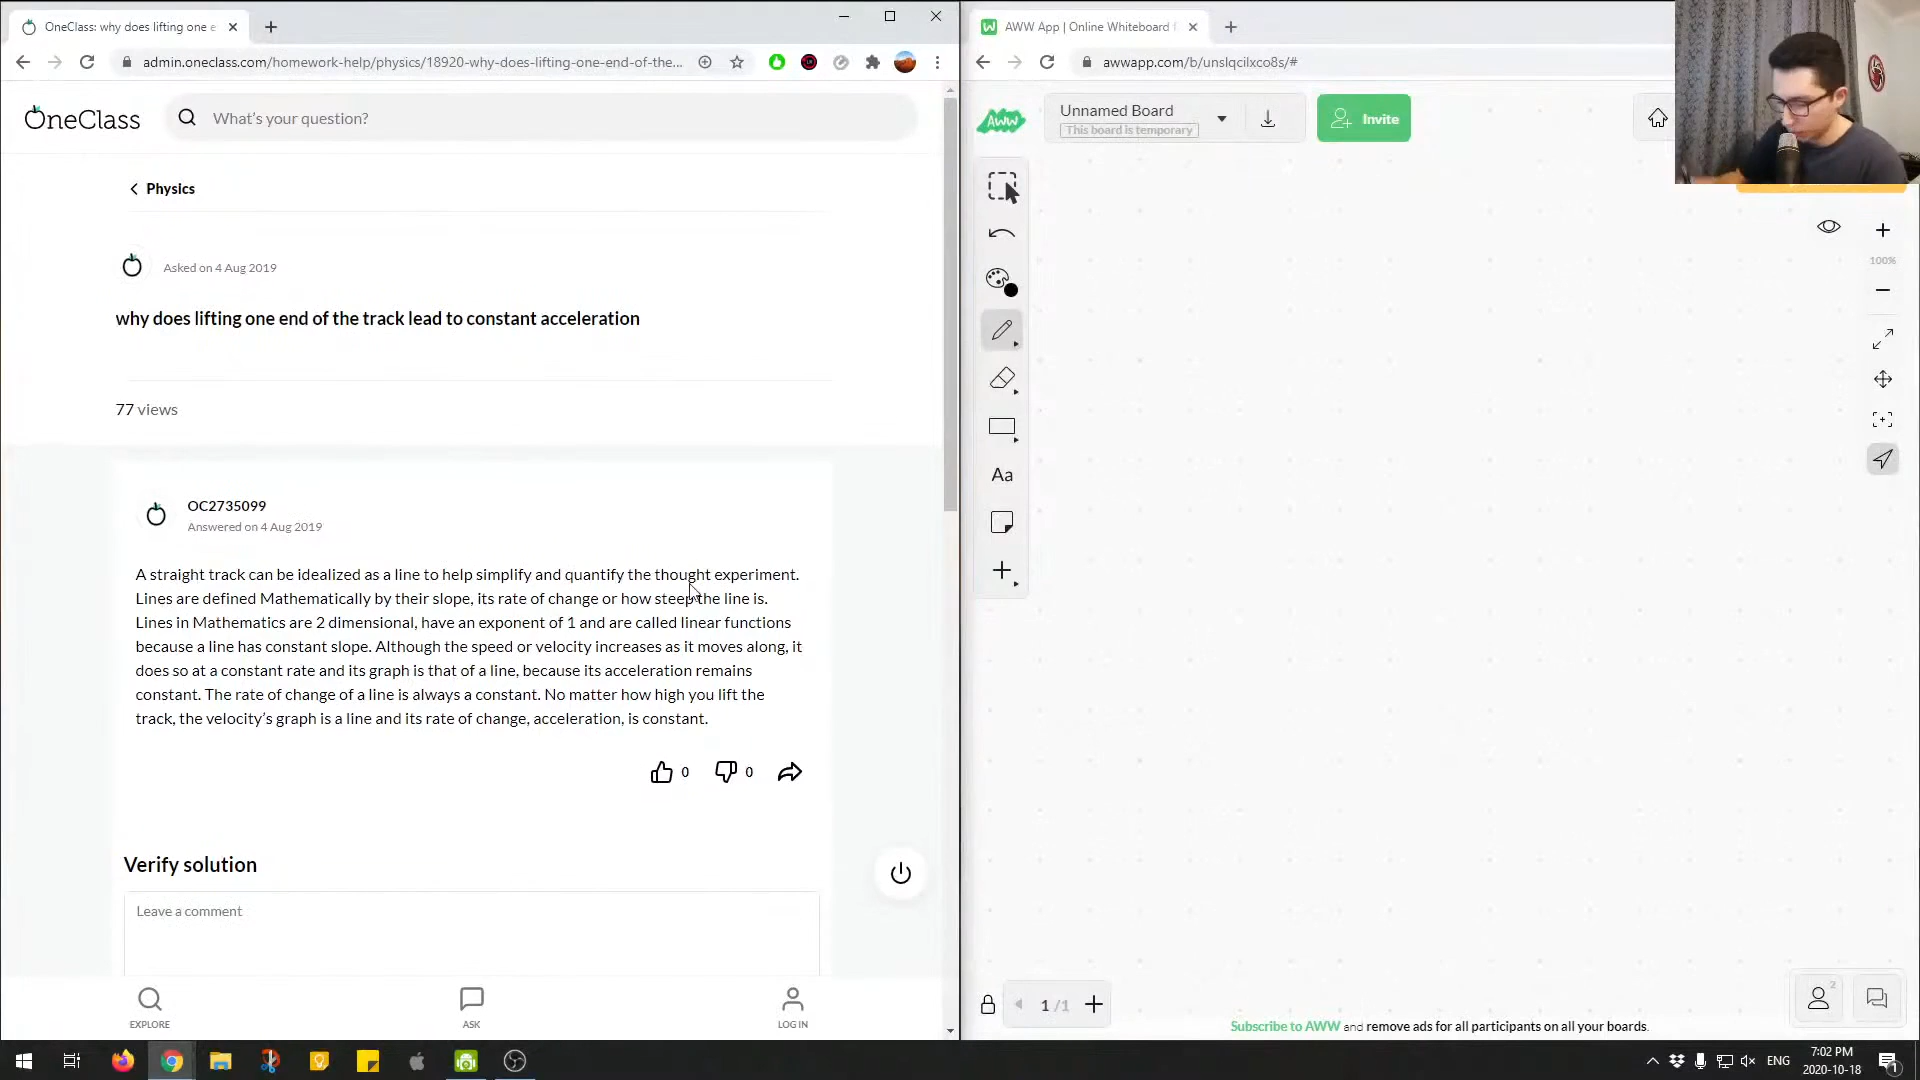 OneClass: why does lifting one e
admin.oneclass.com/homework-help/physics/18920-why-does-lifting-one-end-of-the...
OneClass
What's your question?
Physics
Asked on 4 Aug 2019
why does lifting one end of the track lead to constant acceleration
77 views
OC2735099
Answered on 4 Aug 2019
A straight track can be idealized as a line to help simplify and quantify the thought experiment.
Lines are defined Mathematically by their slope, its rate of change or how steep the line is.
Lines in Mathematics are 2 dimensional, have an exponent of 1 and are called linear functions
because a line has constant slope. Although the speed or velocity increases as it moves along, it
does so at a constant rate and its graph is that of a line, because its acceleration remains
constant. The rate of change of a line is always a constant. No matter how high you lift the
track, the velocity's graph is a line and its rate of change, acceleration, is constant.
0
0
Verify solution
Leave a comment
EXPLORE
ASK
LOG IN
AWW App | Online Whiteboard f
awwapp.com/b/unslqcilxco8s/#
AWW
Unnamed Board
This board is temporary
Invite
100%
Aa
1 /1
2
Subscribe to AWW and remove ads for all participants on all your boards.
ENG
7:02 PM
2020-10-18
1